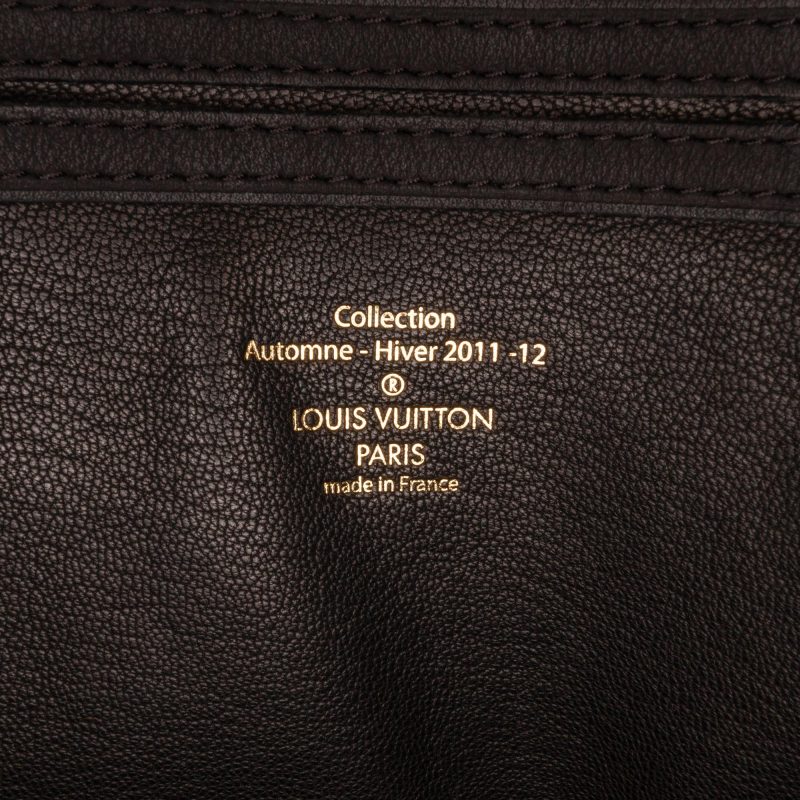 Collection
Automne - Hiver 2011 -12
®
LOUIS VUITTON
PARIS
made in France